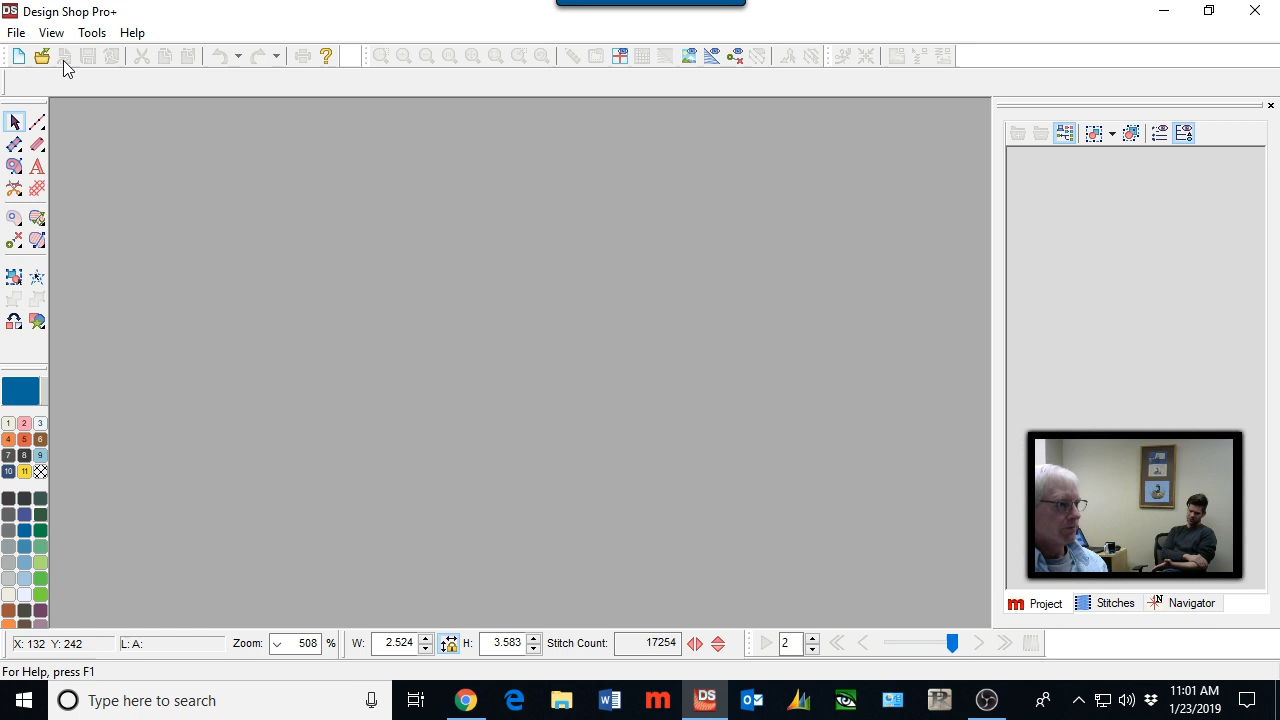 DS Design Shop Pro+
File View Tools Help
1 2 3
4 5 6
7 8 9
10 11
m Project Stitches N Navigator
X: 132 Y: 242 L: A: Zoom: 508 % W: 2.524 H: 3.583 Stitch Count: 17254 2
For Help, press F1
Type here to search
m DS
11:01 AM
1/23/2019